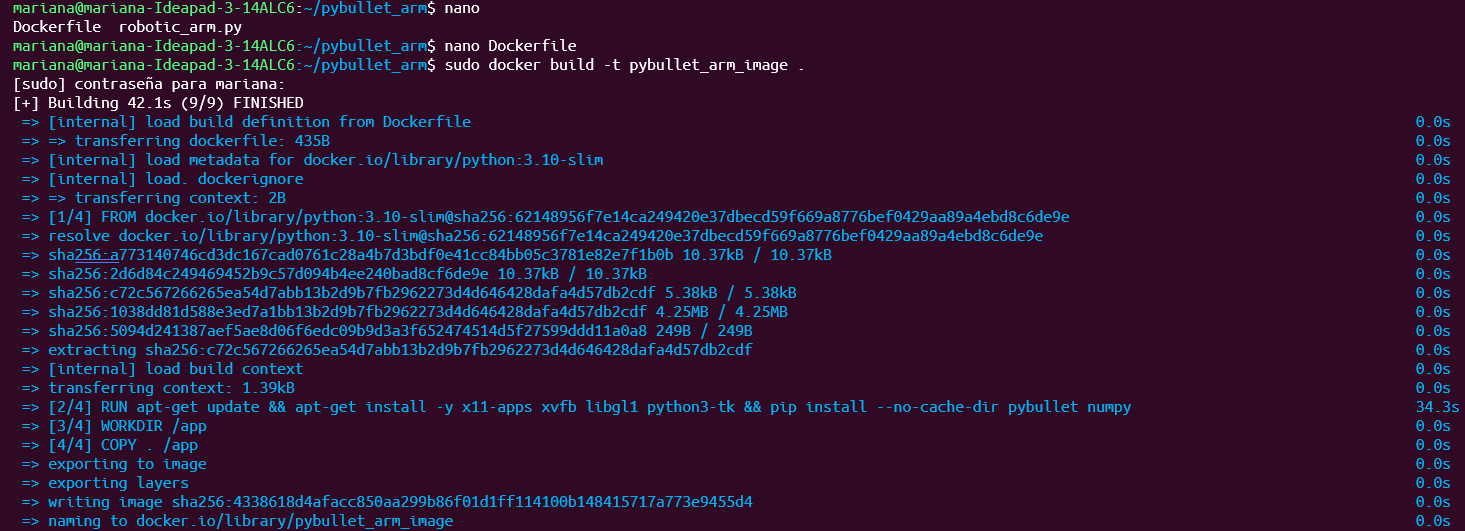 mariana@mariana-Ideapad-3-14ALC6:~/pybullet_arm$ nano
Dockerfile  robotic_arm.py
mariana@mariana-Ideapad-3-14ALC6:~/pybullet_arm$ nano Dockerfile
mariana@mariana-Ideapad-3-14ALC6:~/pybullet_arm$ sudo docker build -t pybullet_arm_image .
[sudo] contraseña para mariana:
[+] Building 42.1s (9/9) FINISHED
=> [internal] load build definition from Dockerfile 0.0s
=> => transferring dockerfile: 435B 0.0s
=> [internal] load metadata for docker.io/library/python:3.10-slim 0.0s
=> [internal] load. dockerignore 0.0s
=> => transferring context: 2B 0.0s
=> [1/4] FROM docker.io/library/python:3.10-slim@sha256:62148956f7e14ca249420e37dbecd59f669a8776bef0429aa89a4ebd8c6de9e 0.0s
=> resolve docker.io/library/python:3.10-slim@sha256:62148956f7e14ca249420e37dbecd59f669a8776bef0429aa89a4ebd8c6de9e 0.0s
=> sha256:a773140746cd3dc167cad0761c28a4b7d3bdf0e41cc84bb05c3781e82e7f1b0b 10.37kB / 10.37kB 0.0s
=> sha256:2d6d84c249469452b9c57d094b4ee240bad8cf6de9e 10.37kB / 10.37kB 0.0s
=> sha256:c72c567266265ea54d7abb13b2d9b7fb2962273d4d646428dafa4d57db2cdf 5.38kB / 5.38kB 0.0s
=> sha256:1038dd81d588e3ed7a1bb13b2d9b7fb2962273d4d646428dafa4d57db2cdf 4.25MB / 4.25MB 0.0s
=> sha256:5094d241387aef5ae8d06f6edc09b9d3a3f652474514d5f27599ddd11a0a8 249B / 249B 0.0s
=> extracting sha256:c72c567266265ea54d7abb13b2d9b7fb2962273d4d646428dafa4d57db2cdf 0.0s
=> [internal] load build context 0.0s
=> transferring context: 1.39kB 0.0s
=> [2/4] RUN apt-get update && apt-get install -y x11-apps xvfb libgl1 python3-tk && pip install --no-cache-dir pybullet numpy 34.3s
=> [3/4] WORKDIR /app 0.0s
=> [4/4] COPY . /app 0.0s
=> exporting to image 0.0s
=> exporting layers 0.0s
=> writing image sha256:4338618d4afacc850aa299b86f01d1ff114100b148415717a773e9455d4 0.0s
=> naming to docker.io/library/pybullet_arm_image 0.0s